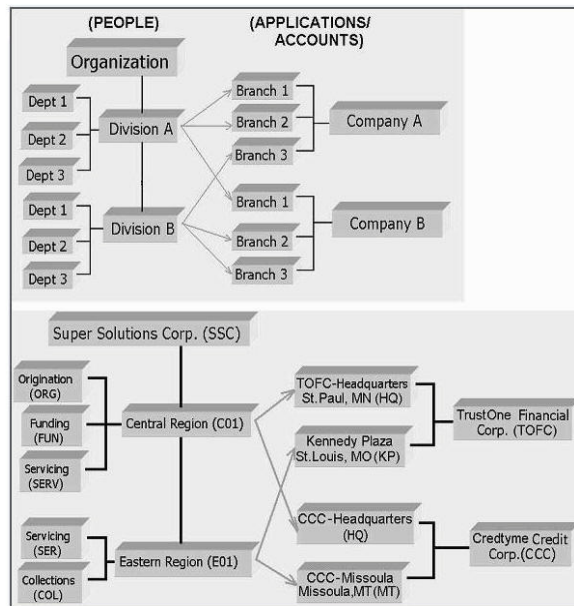 (PEOPLE)
(APPLICATIONS/
ACCOUNTS)
Organization
Dept 1
Dept 2
Dept 3
Division A
Branch 1
Branch 2
Branch 3
Company A
Dept 1
Dept 2
Dept 3
Division B
Branch 1
Branch 2
Branch 3
Company B
Super Solutions Corp. (SSC)
Origination
(ORG)
Funding
(FUN)
Servicing
(SERV)
Central Region (C01)
TOFC-Headquarters
St.Paul, MN (HQ)
Kennedy Plaza
St.Louis, MO(KP)
TrustOne Financial
Corp. (TOFC)
Servicing
(SER)
Collections
(COL)
Eastern Region (E01)
CCC-Headquarters
(HQ)
CCC-Missoula
Missoula,MT(MT)
Credtyme Credit
Corp.(CCC)